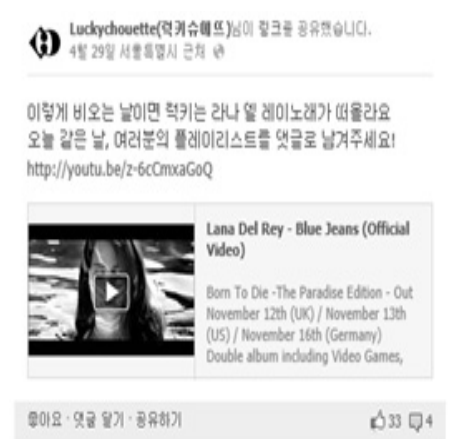 Luckychouette(럭키슈에뜨)님이 링크를 공유했습니다.
4월 29일 서울특별시 근처
이렇게 비오는 날이면 럭키는 라나 델 레이노래가 떠올라요
오늘 같은 날, 여러분의 플레이리스트를 댓글로 남겨주세요!
http://youtu.be/z-6cCmxaGoQ
Lana Del Rey - Blue Jeans (Official
Video)
Born To Die -The Paradise Edition - Out
November 12th (UK) / November 13th
(US) / November 16th (Germany)
Double album including Video Games,
좋아요 · 댓글 달기 · 공유하기
33 4